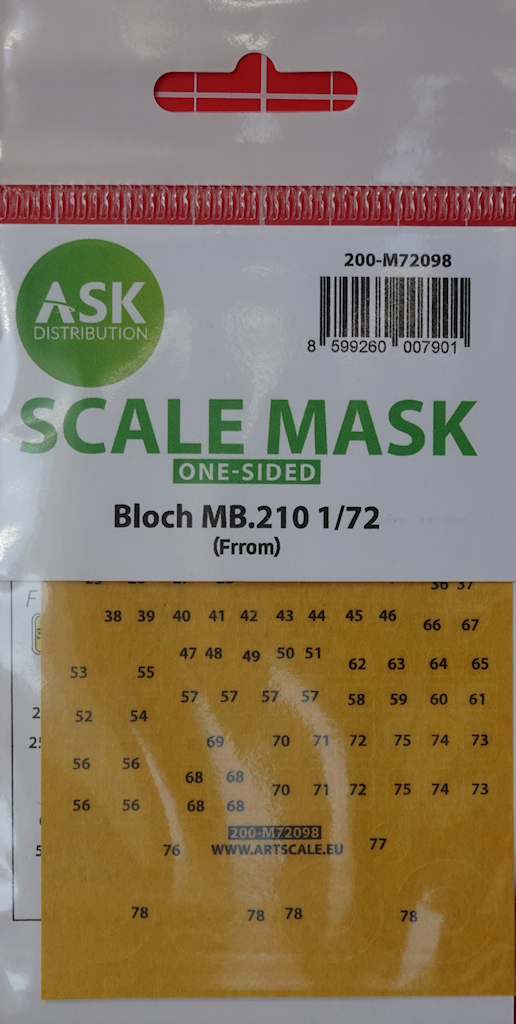 200-M72098
ASK
DISTRIBUTION
8 599260 007901
SCALE MASK
ONE-SIDED
Bloch MB.210 1/72
(Frrom)
36 37
38 39 40 41 42 43 44 45 46
66 67
47 48 49 50 51
62 63 64 65
53 55
57 57 57 57 58 59 60 61
52 54
69 70 71 72 75 74 73
56 56
68 68
70 71 72 75 74 73
56 56 68 68
200-M72098
WWW.ARTSCALE.EU
76 77
78 78 78 78